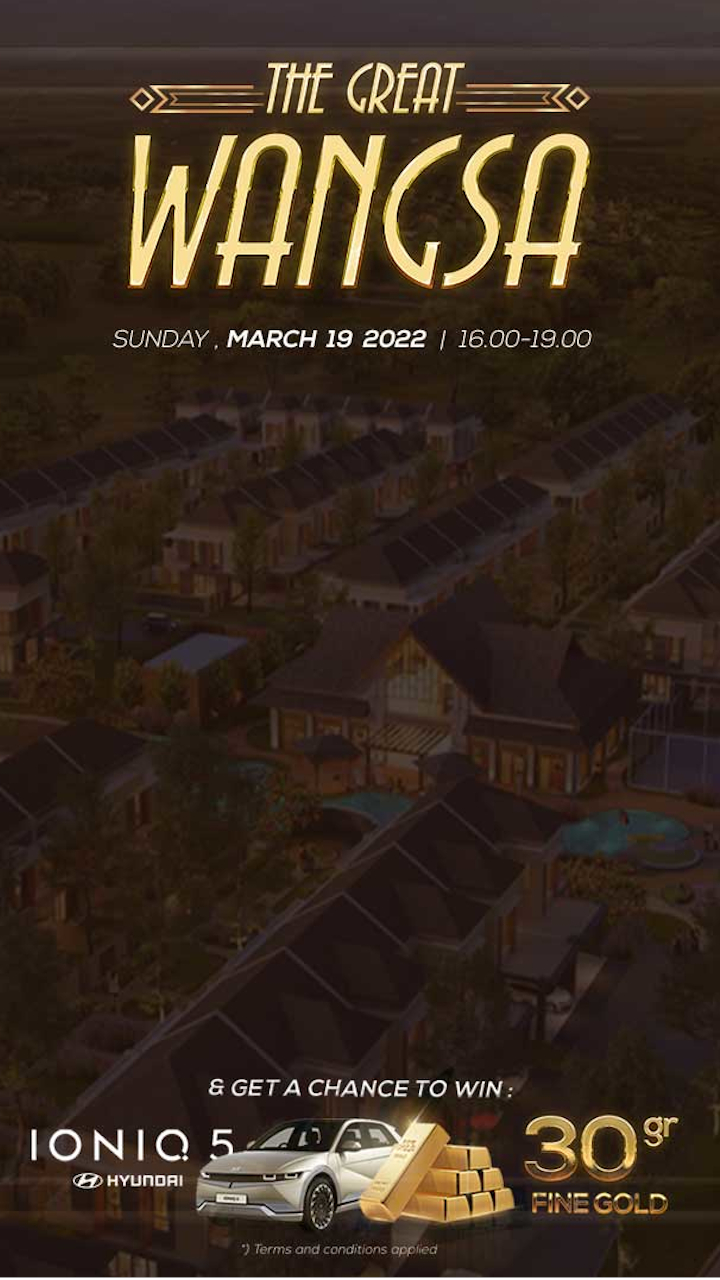 THE GREAT
WANGSA
SUNDAY, MARCH 19 2022 | 16.00-19.00
& GET A CHANCE TO WIN :
IONIQ 5
HYUNDAI
30 gr
FINE GOLD
*) Terms and conditions applied